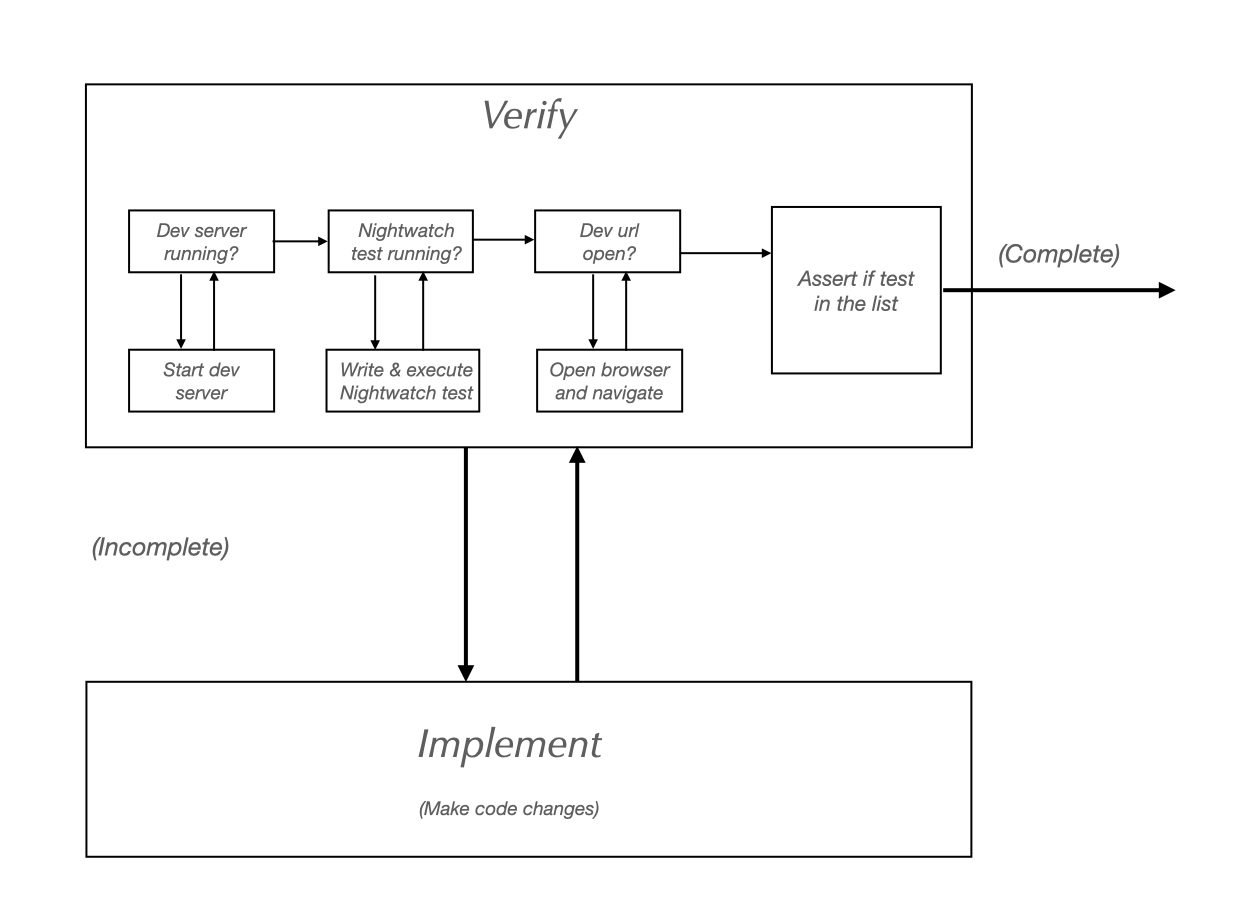 Verify
Dev server
running?
Nightwatch
test running?
Dev url
open?
Assert if test
in the list
(Complete)
Start dev
server
Write & execute
Nightwatch test
Open browser
and navigate
(Incomplete)
Implement
(Make code changes)